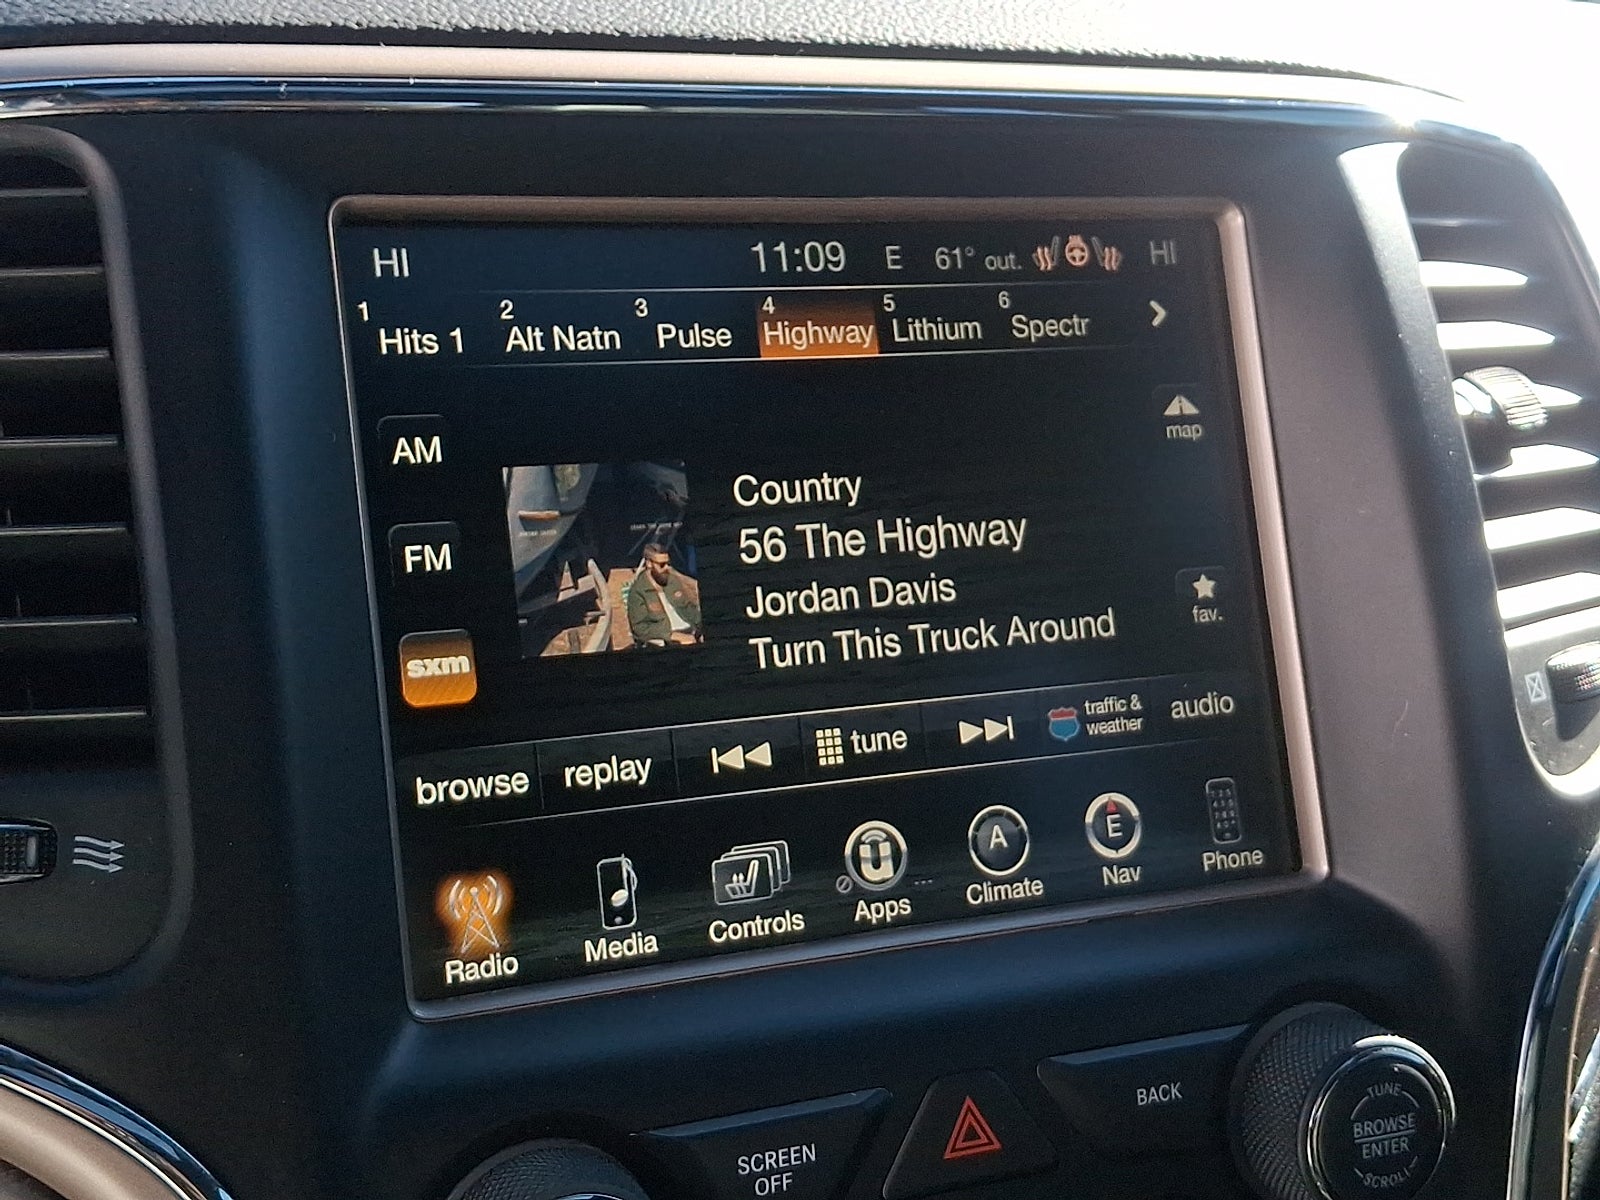 HI 11:09 E 61° out. HI
1 Hits 1 2 Alt Natn 3 Pulse 4 Highway 5 Lithium 6 Spectr
map
AM
Country
56 The Highway
FM
Jordan Davis
fav.
Turn This Truck Around
sxm
browse replay tune traffic & weather audio
Radio Media Controls Apps A Climate E Nav Phone
SCREEN
OFF
BACK
TUNE
BROWSE
ENTER
SCROLL